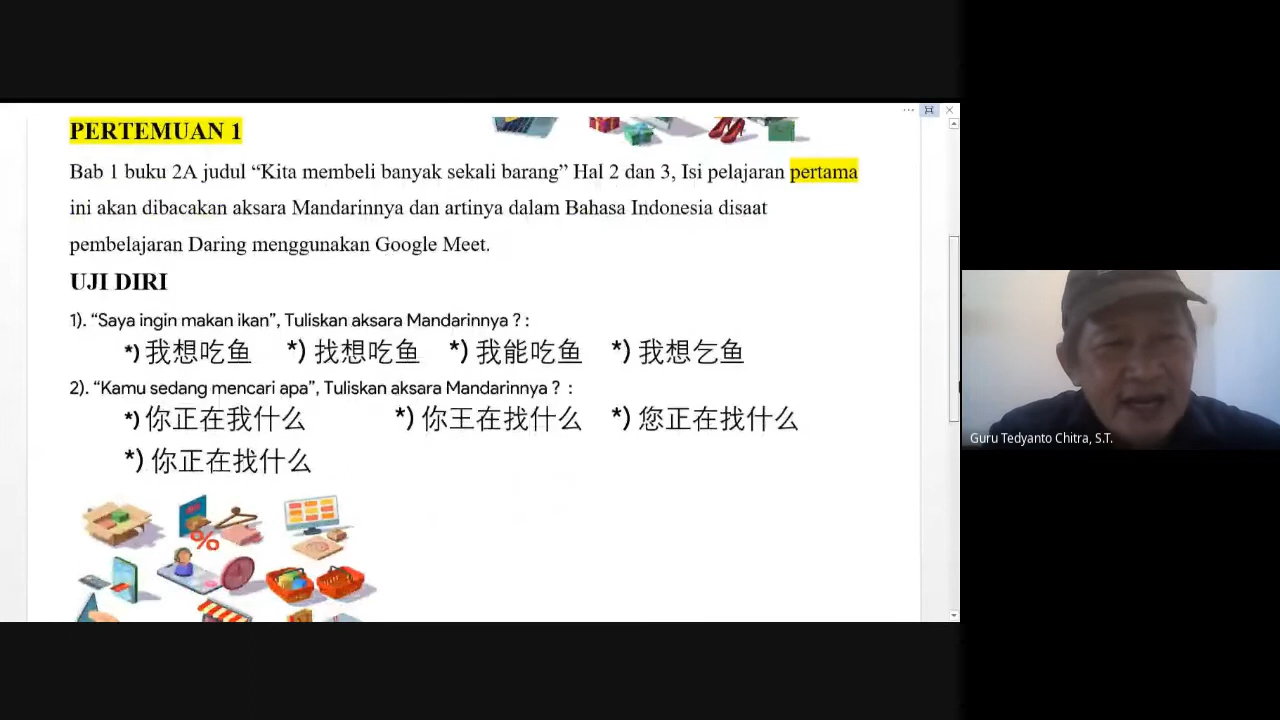 PERTEMUAN 1
Bab 1 buku 2A judul “Kita membeli banyak sekali barang” Hal 2 dan 3, Isi pelajaran pertama
ini akan dibacakan aksara Mandarinnya dan artinya dalam Bahasa Indonesia disaat
pembelajaran Daring menggunakan Google Meet.
UJI DIRI
1). “Saya ingin makan ikan”, Tuliskan aksara Mandarinnya ? :
*) 我想吃鱼 *) 找想吃鱼 *) 我能吃鱼 *) 我想乞鱼
2). “Kamu sedang mencari apa”, Tuliskan aksara Mandarinnya ? :
*) 你正在我什么 *) 你王在找什么 *) 您正在找什么
*) 你正在找什么
%
Guru Tedyanto Chitra, S.T.